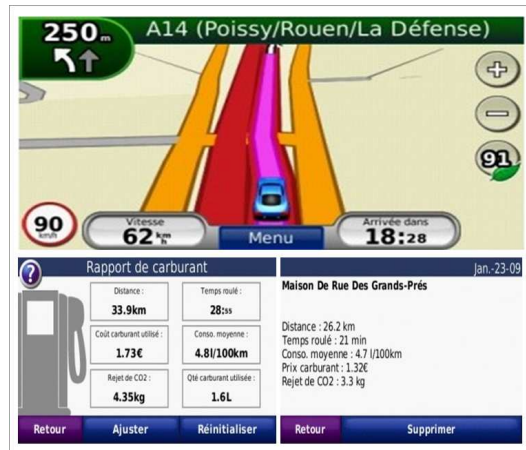 250m
A14 (Poissy/Rouen/La Défense)
91
90
km/h
Vitesse
62 km/h
Menu
Arrivée dans
18:28
?
Rapport de carburant
Distance :
33.9km
Temps roulé :
28:55
Coût carburant utilisé :
1.73€
Conso. moyenne :
4.8l/100km
Rejet de CO2 :
4.35kg
Qté carburant utilisée :
1.6L
Retour
Ajuster
Réinitialiser
Jan.-23-09
Maison De Rue Des Grands-Prés
Distance : 26.2 km
Temps roulé : 21 min
Conso. moyenne : 4.7 l/100km
Prix carburant : 1.32€
Rejet de CO2 : 3.3 kg
Retour
Supprimer